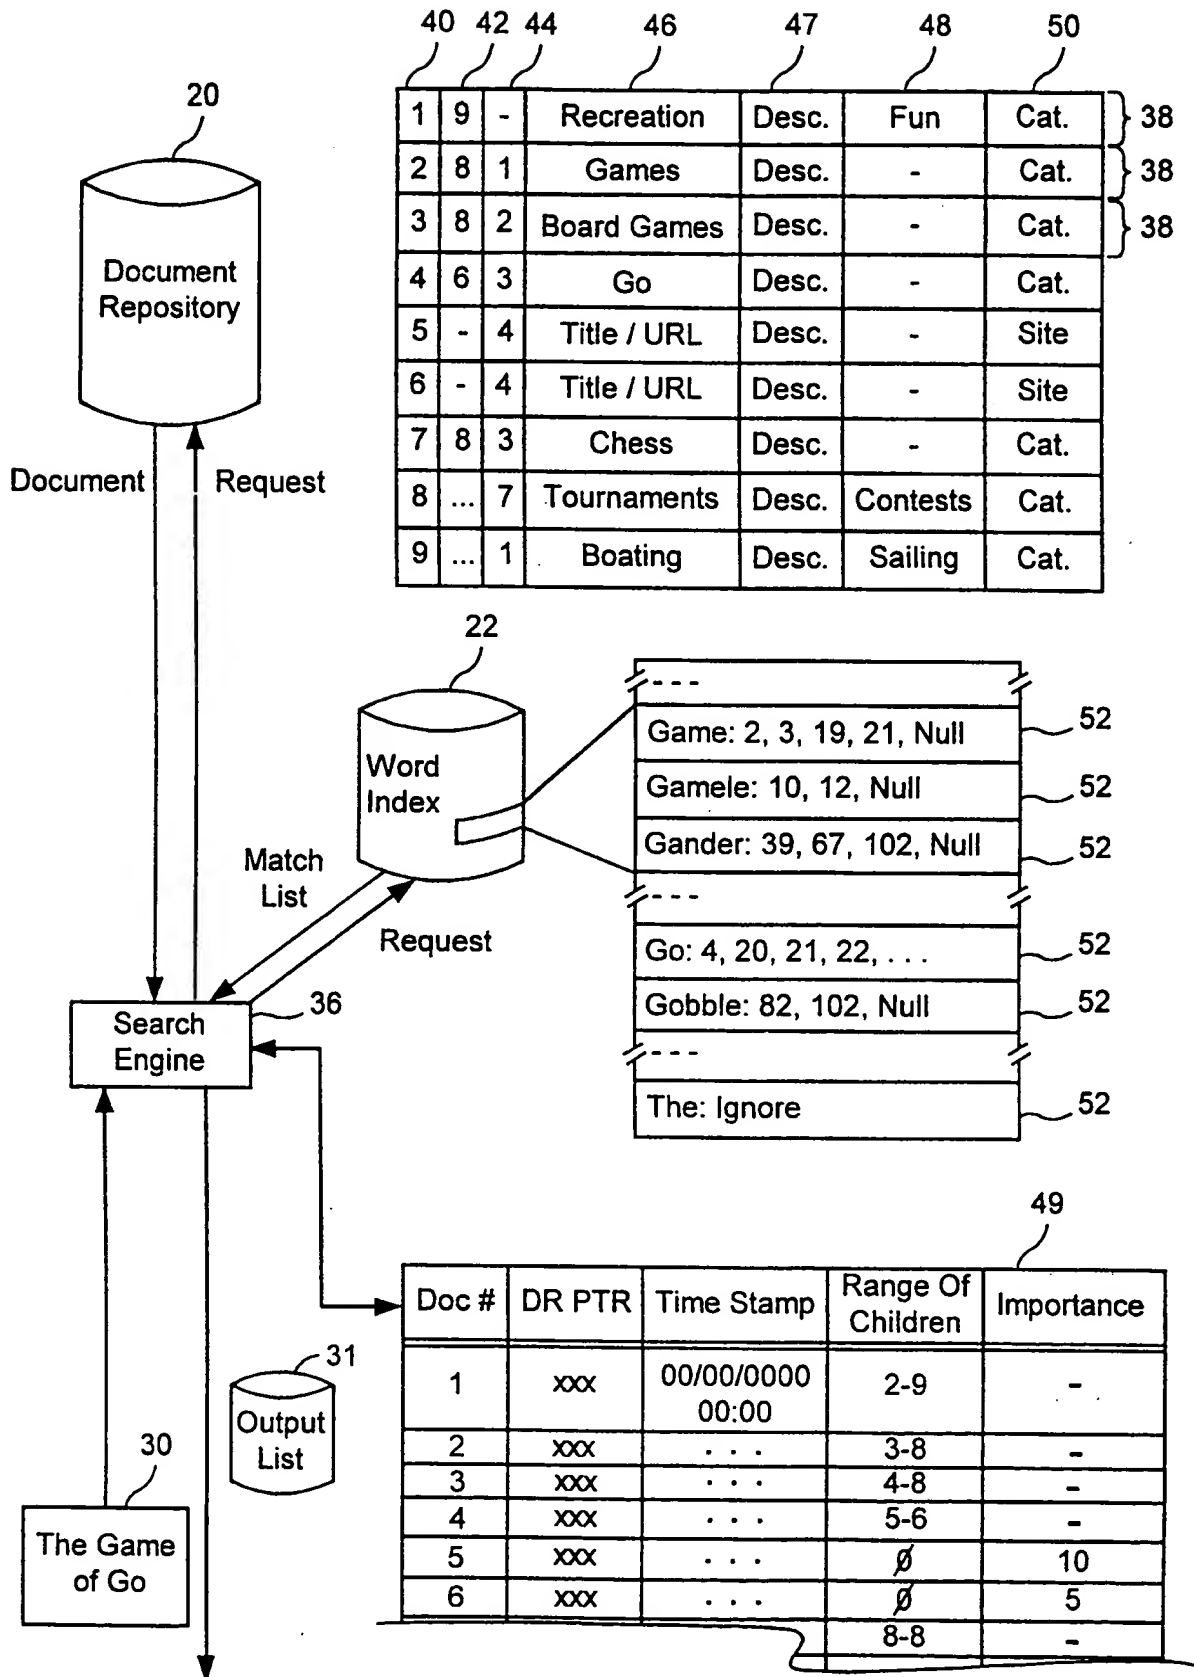 40 42 44 46 47 48 50
1 9 - Recreation Desc. Fun Cat. 38
2 8 1 Games Desc. - Cat. 38
3 8 2 Board Games Desc. - Cat. 38
4 6 3 Go Desc. - Cat.
5 - 4 Title / URL Desc. - Site
6 - 4 Title / URL Desc. - Site
7 8 3 Chess Desc. - Cat.
8 ... 7 Tournaments Desc. Contests Cat.
9 ... 1 Boating Desc. Sailing Cat.
20
Document
Repository
Document
Request
22
Word
Index
Match
List
Request
---
Game: 2, 3, 19, 21, Null 52
Gamele: 10, 12, Null 52
Gander: 39, 67, 102, Null 52
---
Go: 4, 20, 21, 22, . . . 52
Gobble: 82, 102, Null 52
---
The: Ignore 52
36
Search
Engine
31
Output
List
30
The Game
of Go
49
Doc # DR PTR Time Stamp Range Of Importance
Children
1 xxx 00/00/0000 2-9 -
00:00
2 xxx . . . 3-8 -
3 xxx . . . 4-8 -
4 xxx . . . 5-6 -
5 xxx . . . Ø 10
6 xxx . . . Ø 5
8-8 -